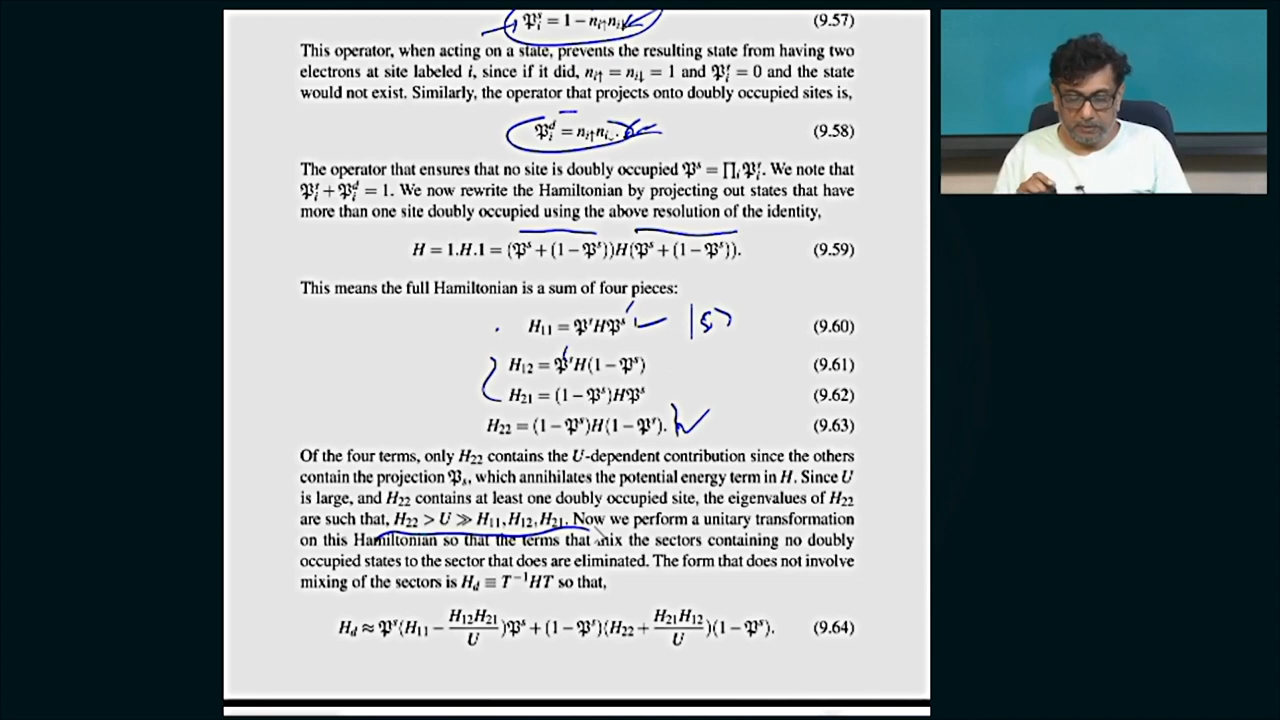 𝔓ᵢˢ = 1 − nᵢ↑nᵢ↓ (9.57)
This operator, when acting on a state, prevents the resulting state from having two
electrons at site labeled i, since if it did, nᵢ↑ = nᵢ↓ = 1 and 𝔓ᵢˢ = 0 and the state
would not exist. Similarly, the operator that projects onto doubly occupied sites is,
𝔓ᵢᵈ = nᵢ↑nᵢ↓. (9.58)
The operator that ensures that no site is doubly occupied 𝔓ˢ = ∏ᵢ 𝔓ᵢˢ. We note that
𝔓ᵢˢ + 𝔓ᵢᵈ = 1. We now rewrite the Hamiltonian by projecting out states that have
more than one site doubly occupied using the above resolution of the identity,
H = 1.H.1 = (𝔓ˢ + (1 − 𝔓ˢ))H(𝔓ˢ + (1 − 𝔓ˢ)). (9.59)
This means the full Hamiltonian is a sum of four pieces:
H₁₁ = 𝔓ˢH𝔓ˢ |s⟩ (9.60)
H₁₂ = 𝔓ˢH(1 − 𝔓ˢ) (9.61)
H₂₁ = (1 − 𝔓ˢ)H𝔓ˢ (9.62)
H₂₂ = (1 − 𝔓ˢ)H(1 − 𝔓ˢ). (9.63)
Of the four terms, only H₂₂ contains the U-dependent contribution since the others
contain the projection 𝔓ₛ, which annihilates the potential energy term in H. Since U
is large, and H₂₂ contains at least one doubly occupied site, the eigenvalues of H₂₂
are such that, H₂₂ > U ≫ H₁₁, H₁₂, H₂₁. Now we perform a unitary transformation
on this Hamiltonian so that the terms that mix the sectors containing no doubly
occupied states to the sector that does are eliminated. The form that does not involve
mixing of the sectors is H_d ≡ T⁻¹HT so that,
H_d ≈ 𝔓ˢ(H₁₁ − H₁₂H₂₁/U)𝔓ˢ + (1 − 𝔓ˢ)(H₂₂ + H₂₁H₁₂/U)(1 − 𝔓ˢ). (9.64)